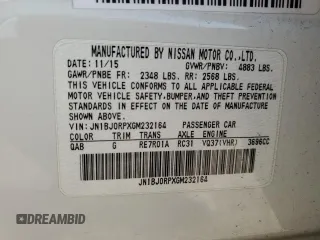 MANUFACTURED BY NISSAN MOTOR CO.,LTD.
DATE: 11/15 GVWR/PNBV: 4883 LBS.
GAWR/PNBE FR: 2348 LBS. RR: 2568 LBS.
THIS VEHICLE CONFORMS TO ALL APPLICABLE
FEDERAL MOTOR VEHICLE SAFETY, BUMPER,
AND THEFT PREVENTION STANDARDS
IN EFFECT ON THE DATE OF MANUFACTURE
SHOWN ABOVE.
VIN: JN1BJ0RPXGM232164 PASSENGER CAR
COLOR TRIM TRANS AXLE ENGINE
QAB G RE7R01A RC31 VQ37(VHR) 3696CC
JN1BJ0RPXGM232164
© AutoBidMaster